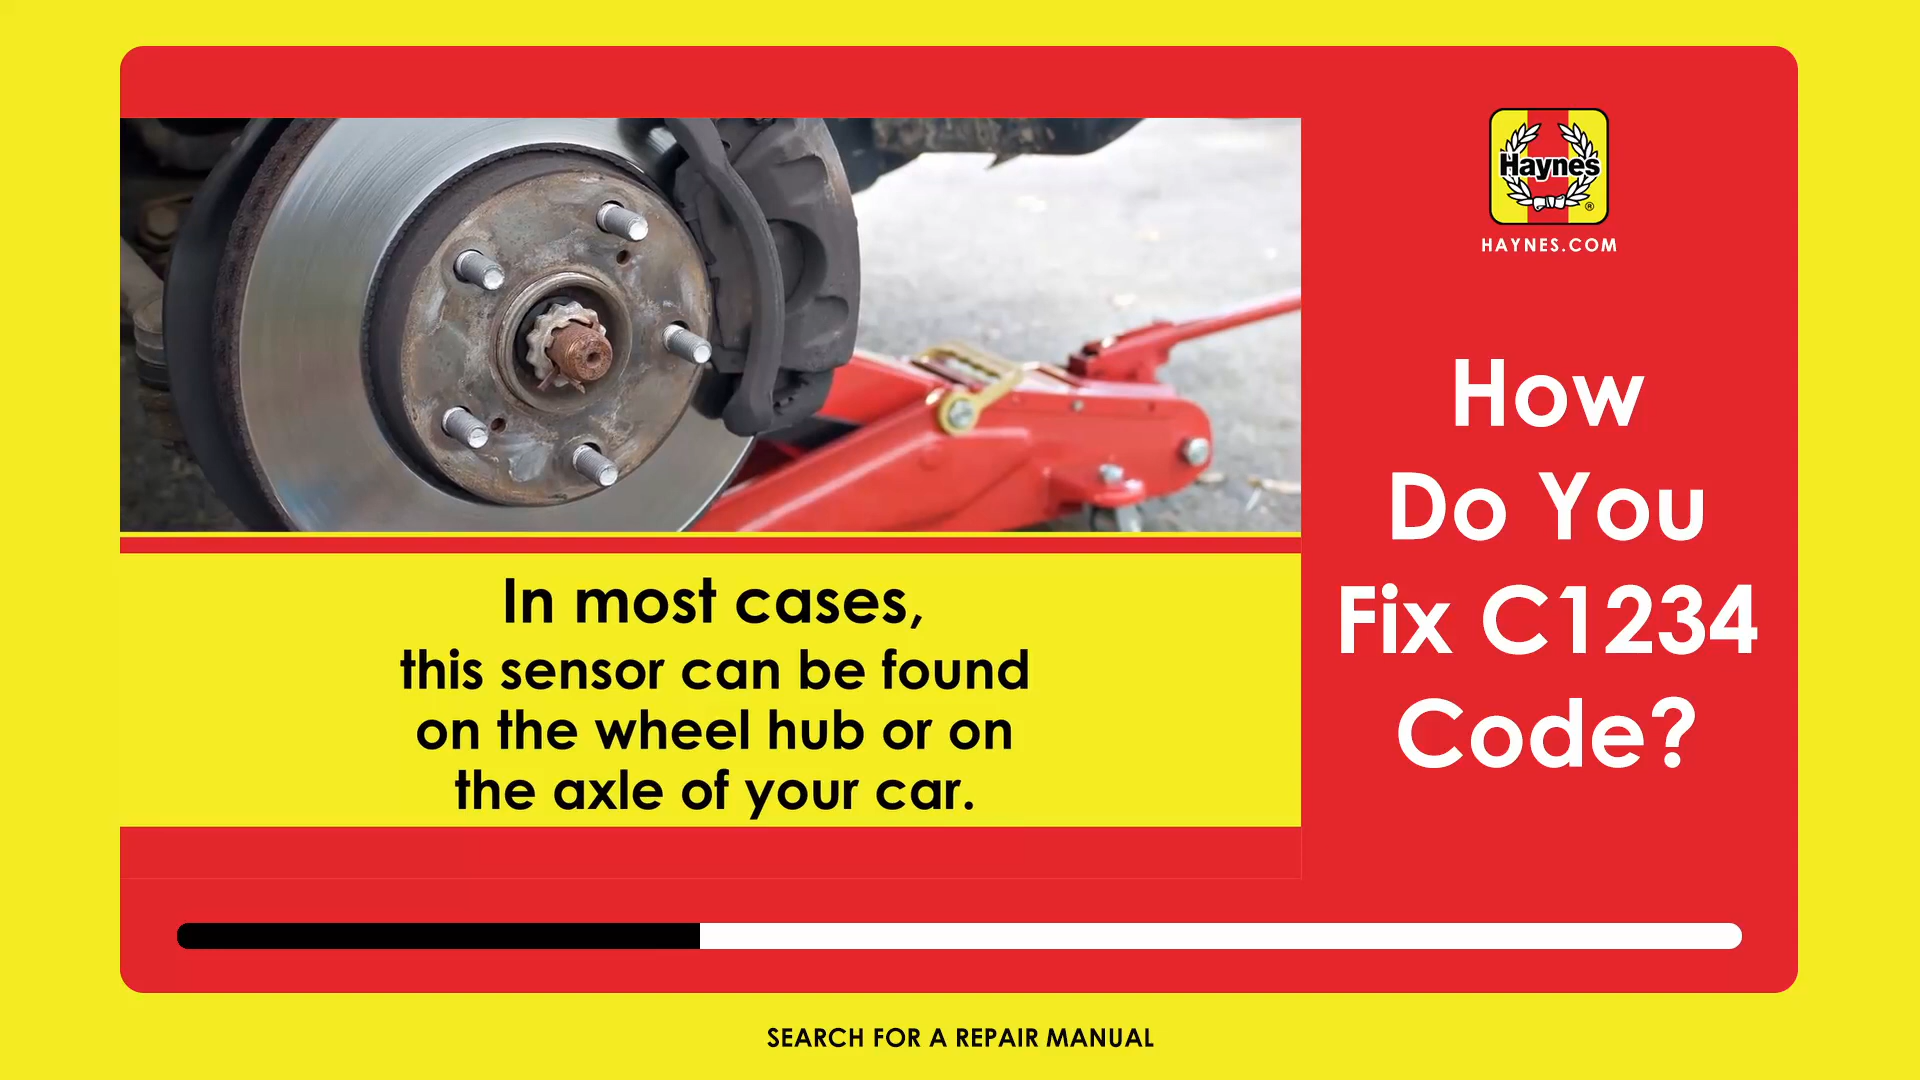 Haynes
®
HAYNES.COM
How
Do You
Fix C1234
Code?
In most cases,
this sensor can be found
on the wheel hub or on
the axle of your car.
SEARCH FOR A REPAIR MANUAL